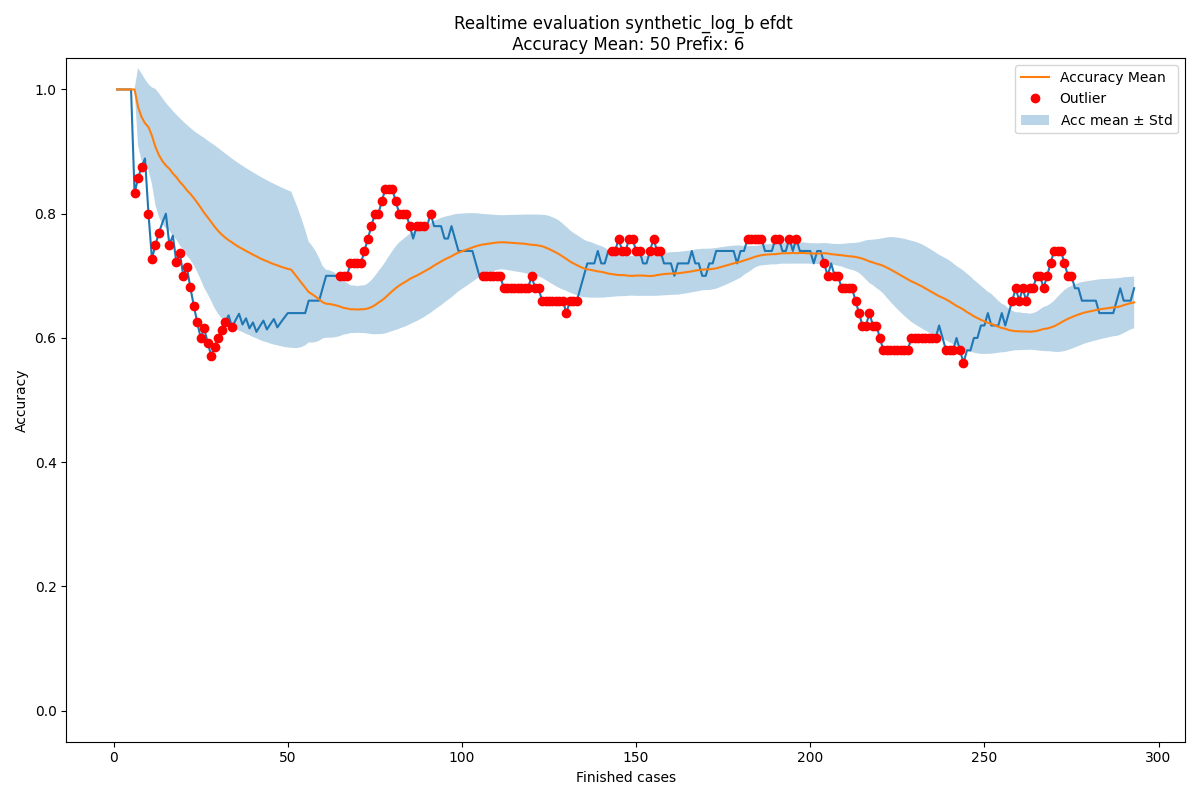 Realtime evaluation synthetic_log_b efdt
Accuracy Mean: 50 Prefix: 6
Accuracy Mean
Outlier
Acc mean ± Std
1.0
0.8
0.6
0.4
0.2
0.0
Accuracy
0
50
100
150
200
250
300
Finished cases